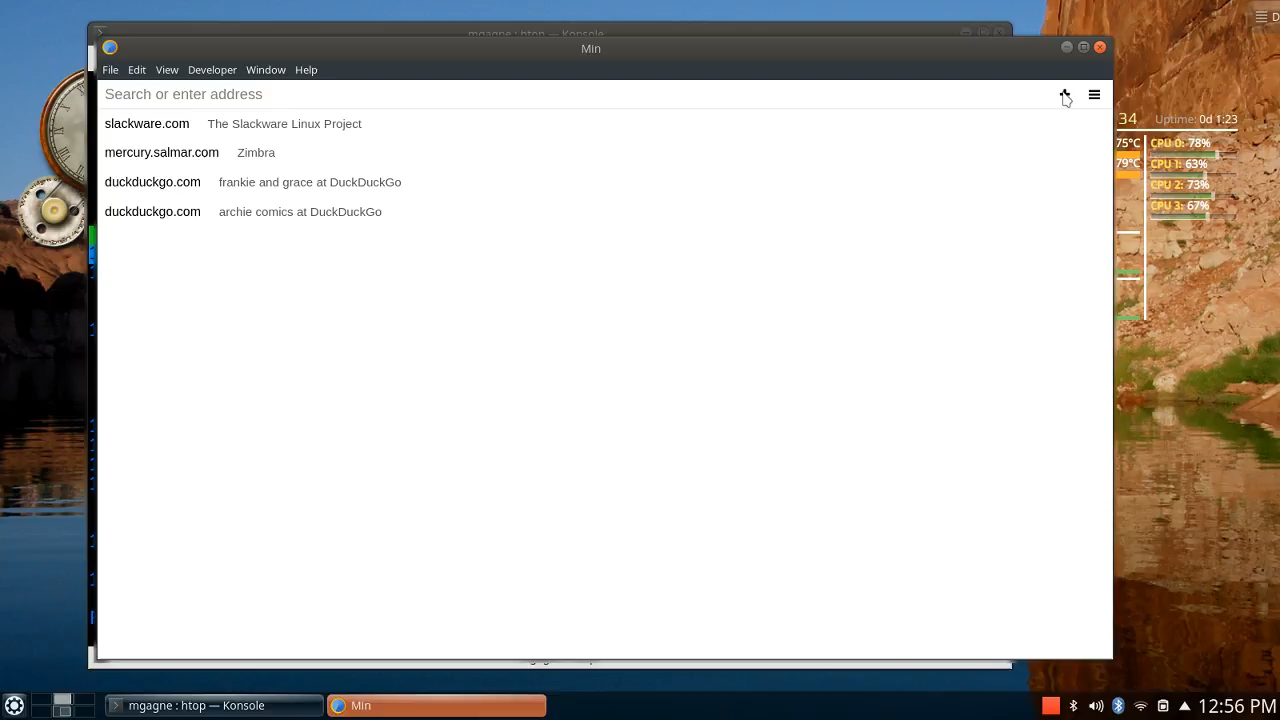 mgagne : htop — Konsole
Min
File Edit View Developer Window Help
Search or enter address
slackware.com The Slackware Linux Project
mercury.salmar.com Zimbra
duckduckgo.com frankie and grace at DuckDuckGo
duckduckgo.com archie comics at DuckDuckGo
D
34 Uptime: 0d 1:23
75°C CPU 0: 78%
79°C CPU 1: 63%
CPU 2: 73%
CPU 3: 67%
mgagne : htop — Konsole
Min
12:56 PM